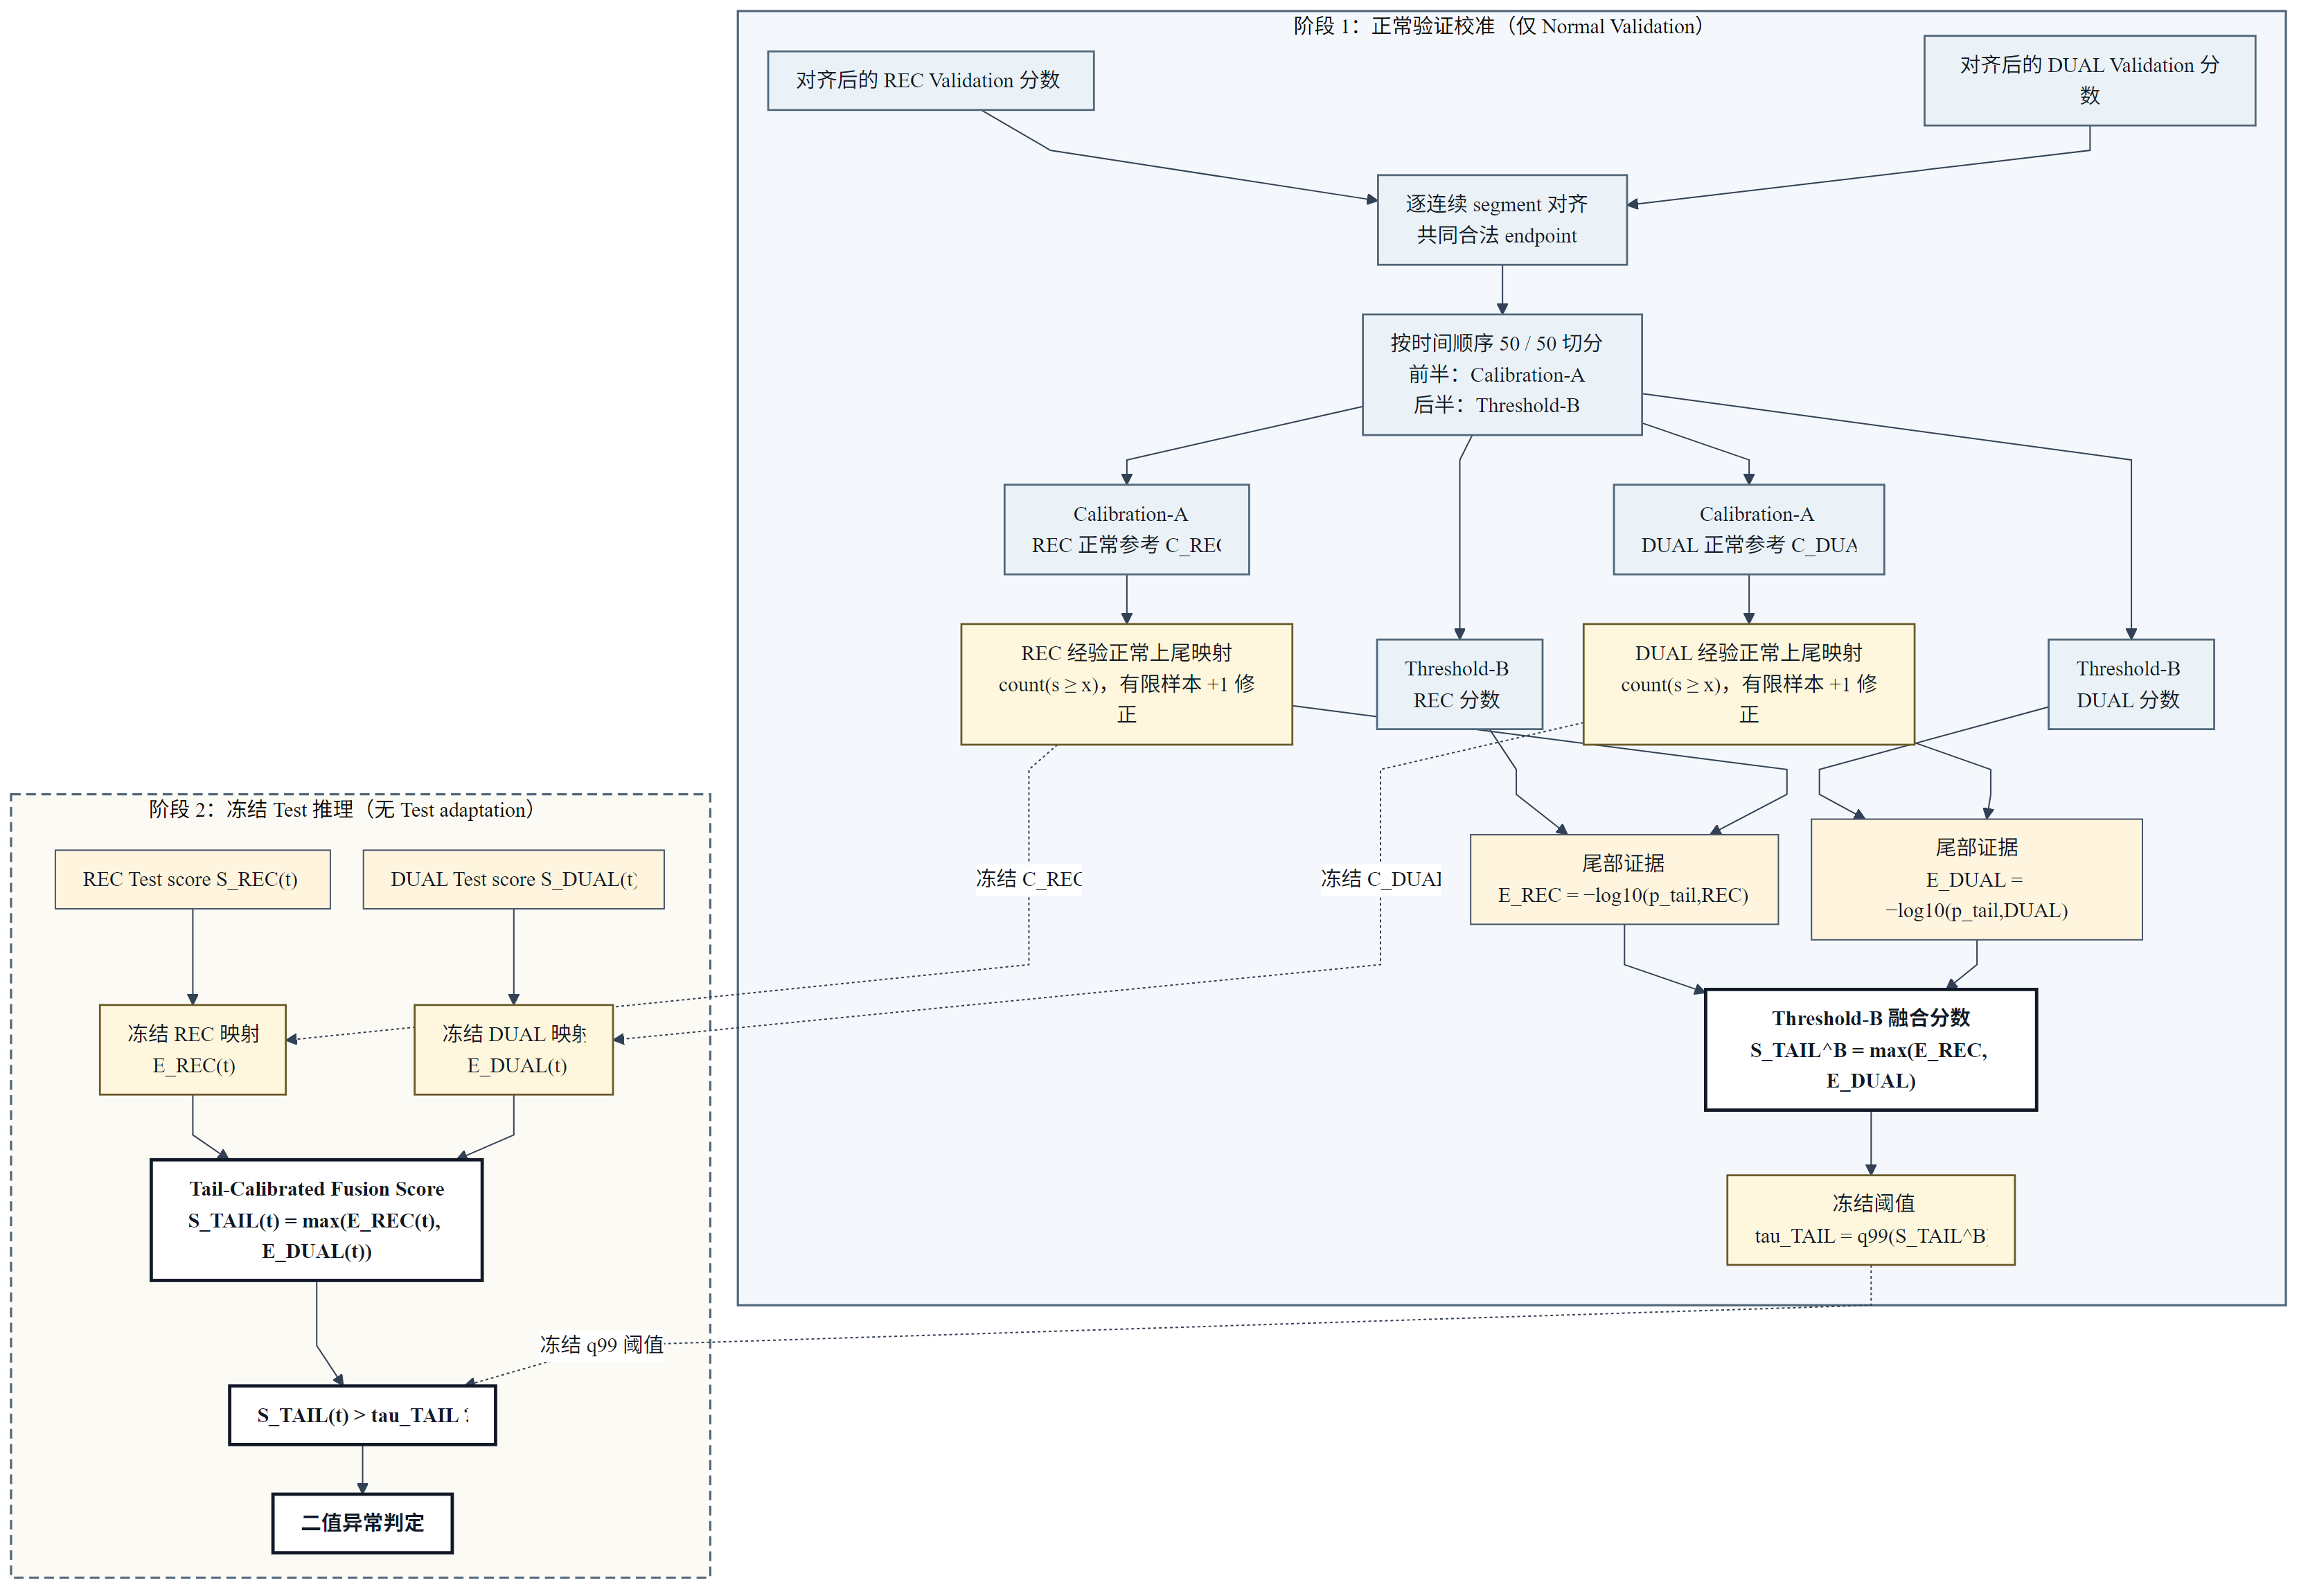 阶段 1：正常验证校准（仅 Normal Validation）
对齐后的 REC Validation 分数
对齐后的 DUAL Validation 分
数
逐连续 segment 对齐
共同合法 endpoint
按时间顺序 50 / 50 切分
前半：Calibration-A
后半：Threshold-B
Calibration-A
REC 正常参考 C_REC
Calibration-A
DUAL 正常参考 C_DUA
REC 经验正常上尾映射
count(s ≥ x)，有限样本 +1 修
正
Threshold-B
REC 分数
DUAL 经验正常上尾映射
count(s ≥ x)，有限样本 +1 修
正
Threshold-B
DUAL 分数
尾部证据
E_REC = −log10(p_tail,REC)
尾部证据
E_DUAL =
−log10(p_tail,DUAL)
冻结 C_REC
冻结 C_DUAL
Threshold-B 融合分数
S_TAIL^B = max(E_REC,
E_DUAL)
冻结阈值
tau_TAIL = q99(S_TAIL^B)
阶段 2：冻结 Test 推理（无 Test adaptation）
REC Test score S_REC(t)
DUAL Test score S_DUAL(t)
冻结 REC 映射
E_REC(t)
冻结 DUAL 映射
E_DUAL(t)
Tail-Calibrated Fusion Score
S_TAIL(t) = max(E_REC(t),
E_DUAL(t))
冻结 q99 阈值
S_TAIL(t) > tau_TAIL ?
二值异常判定